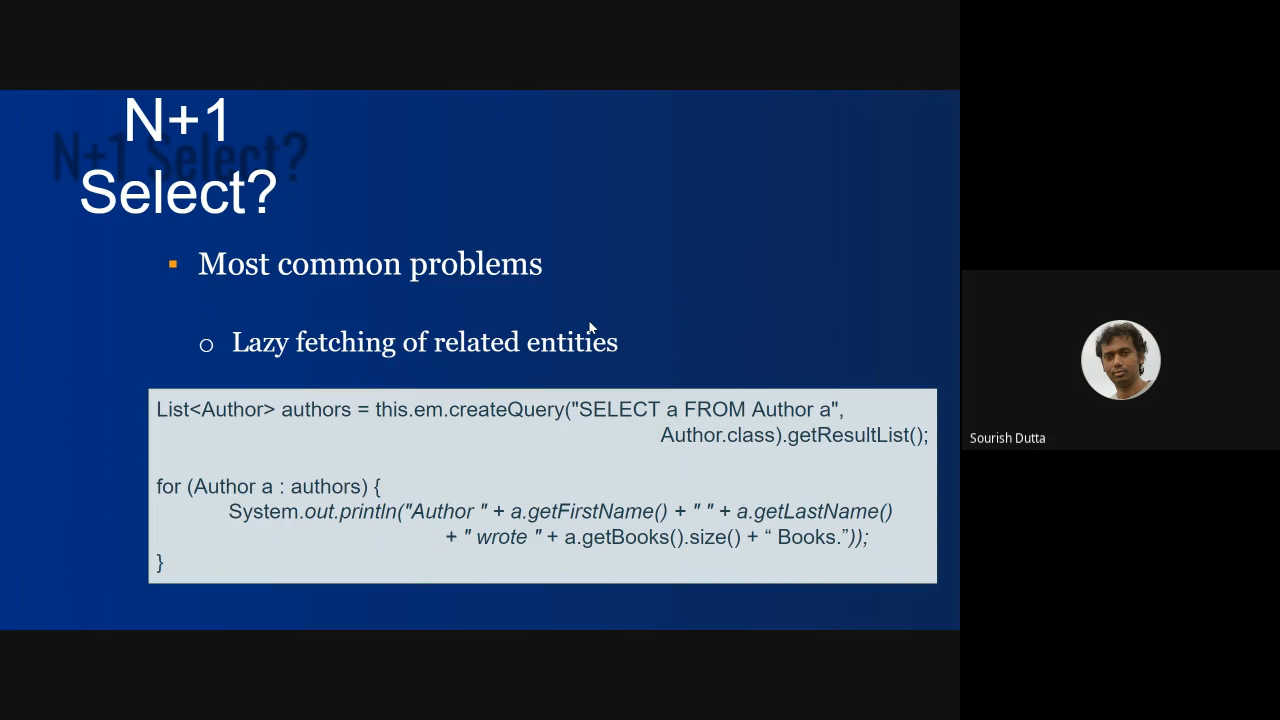 N+1
Select?
N+1 Select?
▪ Most common problems
o Lazy fetching of related entities
List<Author> authors = this.em.createQuery("SELECT a FROM Author a",
Author.class).getResultList();
for (Author a : authors) {
System.out.println("Author " + a.getFirstName() + " " + a.getLastName()
+ " wrote " + a.getBooks().size() + “ Books.”));
}
Sourish Dutta